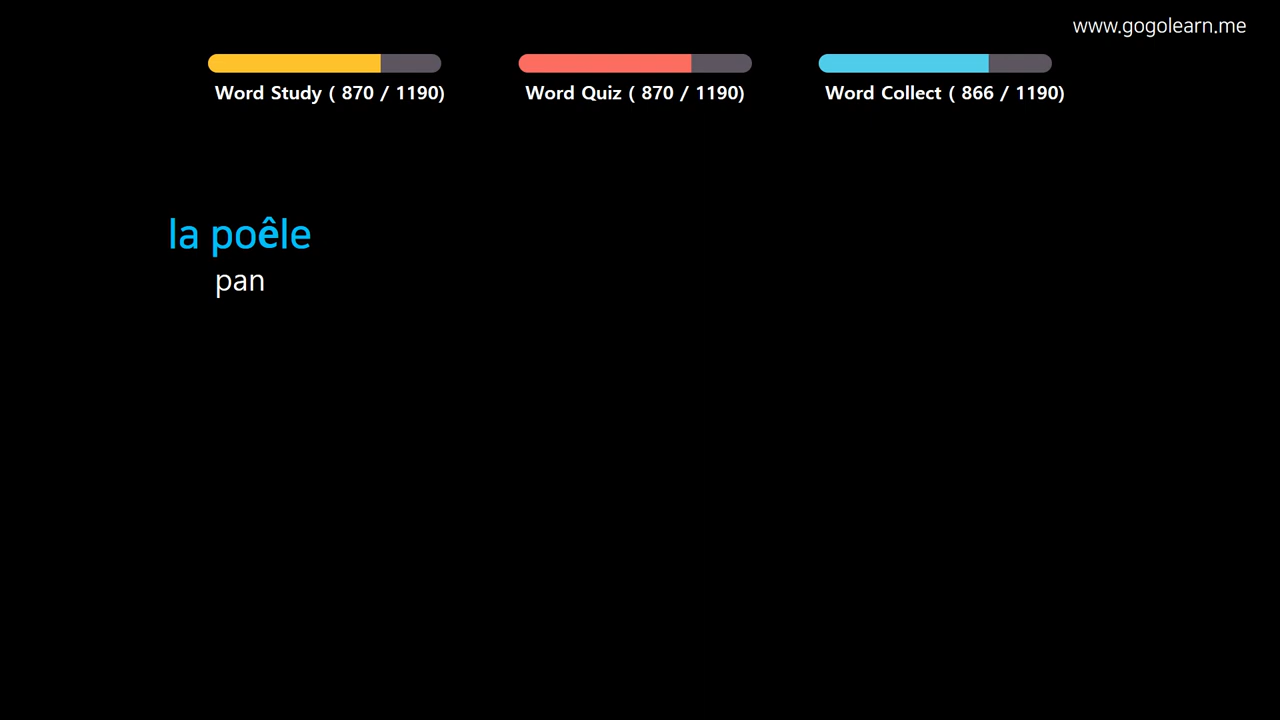 www.gogolearn.me
Word Study ( 870 / 1190)
Word Quiz ( 870 / 1190)
Word Collect ( 866 / 1190)
la poêle
pan